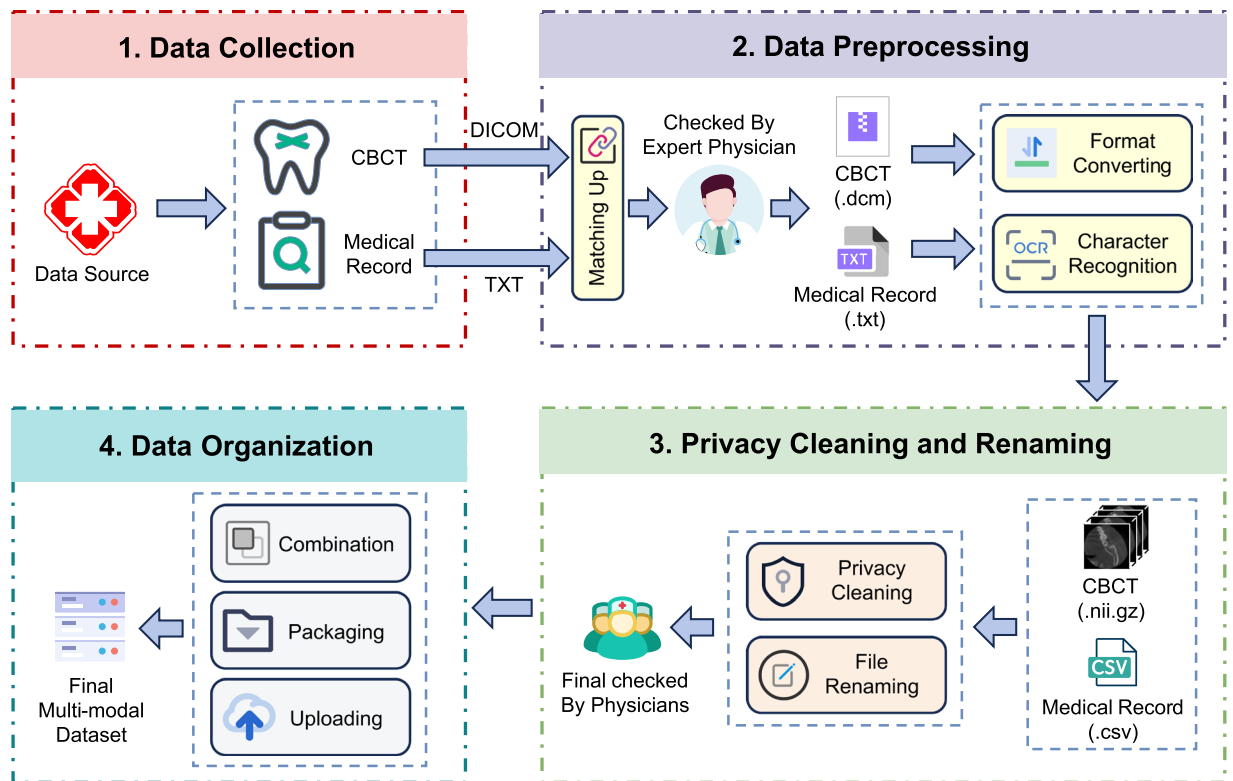 1. Data Collection
Data Source
CBCT
Medical
Record
DICOM
TXT
2. Data Preprocessing
Matching Up
Checked By
Expert Physician
CBCT
(.dcm)
TXT
Medical Record
(.txt)
Format
Converting
OCR
Character
Recognition
3. Privacy Cleaning and Renaming
CBCT
(.nii.gz)
CSV
Medical Record
(.csv)
Privacy
Cleaning
File
Renaming
Final checked
By Physicians
4. Data Organization
Combination
Packaging
Uploading
Final
Multi-modal
Dataset